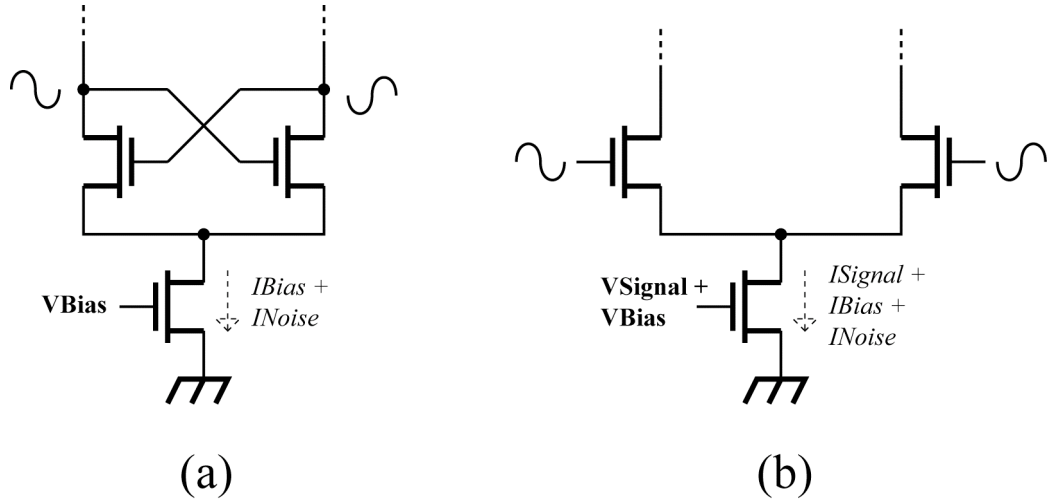 VBias
IBias +
INoise
(a)
VSignal +
VBias
ISignal +
IBias +
INoise
(b)